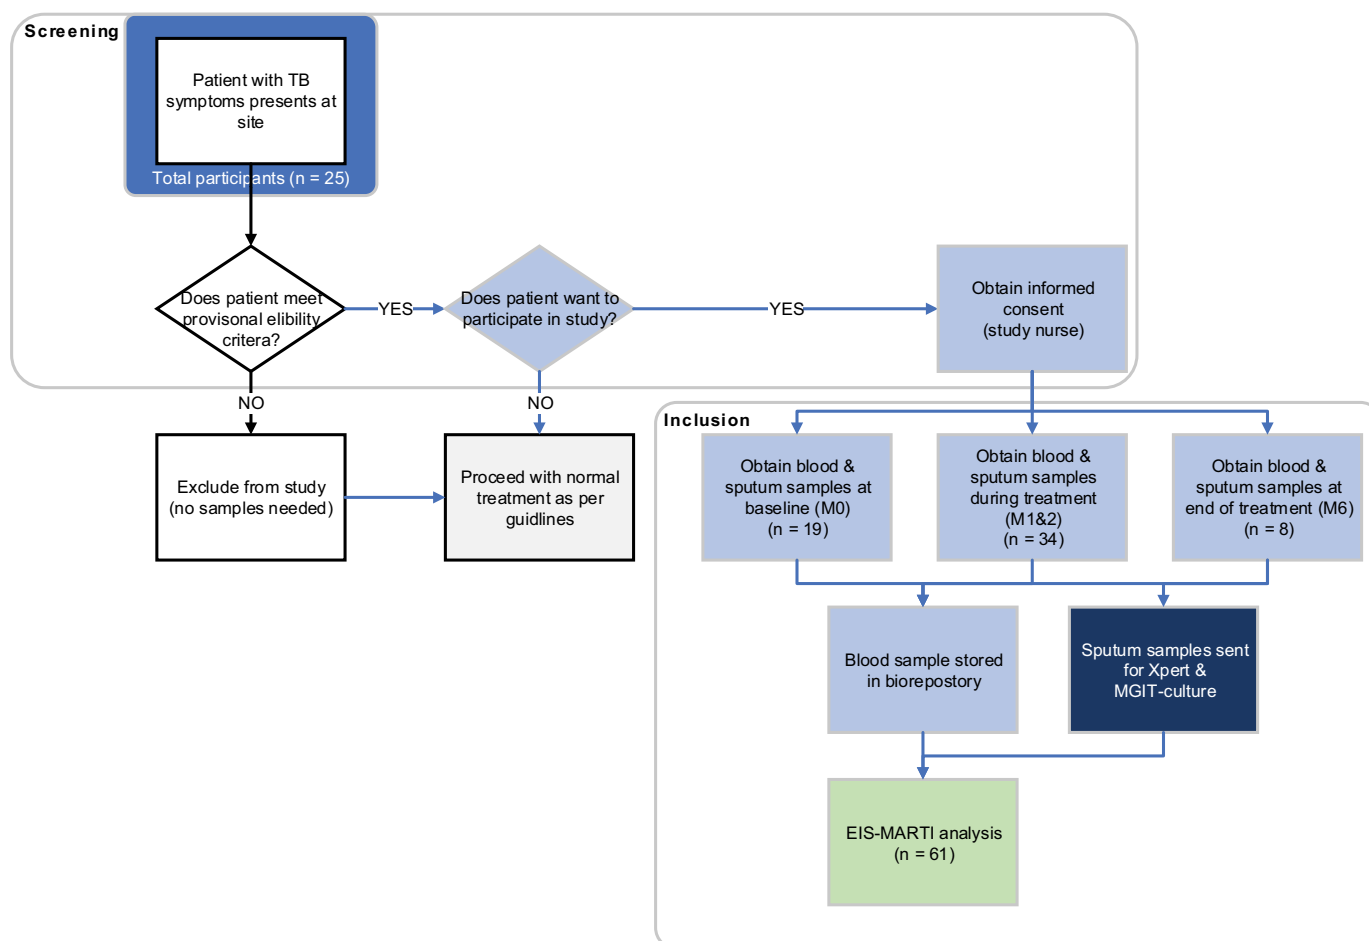 Screening
Patient with TB
symptoms presents at
site
Total participants (n = 25)
Does patient meet
provisonal elibility
critera?
YES
Does patient want to
participate in study?
YES
Obtain informed
consent
(study nurse)
NO
NO
Exclude from study
(no samples needed)
Proceed with normal
treatment as per
guidlines
Inclusion
Obtain blood &
sputum samples at
baseline (M0)
(n = 19)
Obtain blood &
sputum samples
during treatment
(M1&2)
(n = 34)
Obtain blood &
sputum samples at
end of treatment (M6)
(n = 8)
Blood sample stored
in biorepostory
Sputum samples sent
for Xpert &
MGIT-culture
EIS-MARTI analysis
(n = 61)